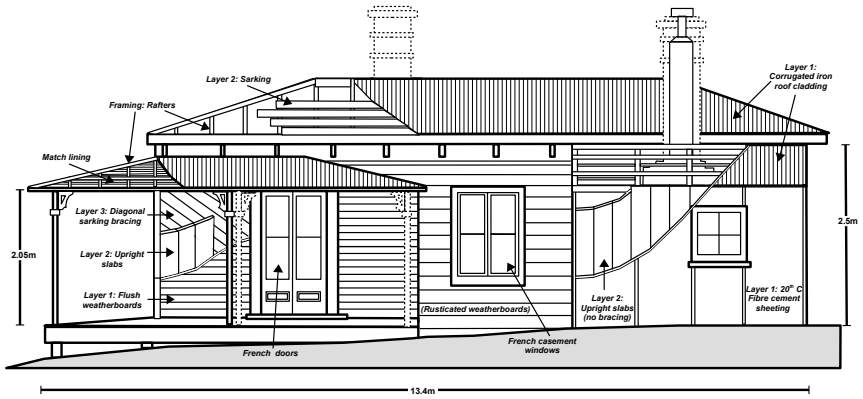 Layer 2: Sarking
Layer 1:
Corrugated iron
roof cladding
Framing: Rafters
Match lining
Layer 3: Diagonal
sarking bracing
2.05m
2.5m
Layer 2: Upright
slabs
Layer 1: Flush
weatherboards
(Rusticated weatherboards)
Layer 2:
Upright slabs
(no bracing)
Layer 1: 20th C
Fibre cement
sheeting
French doors
French casement
windows
13.4m